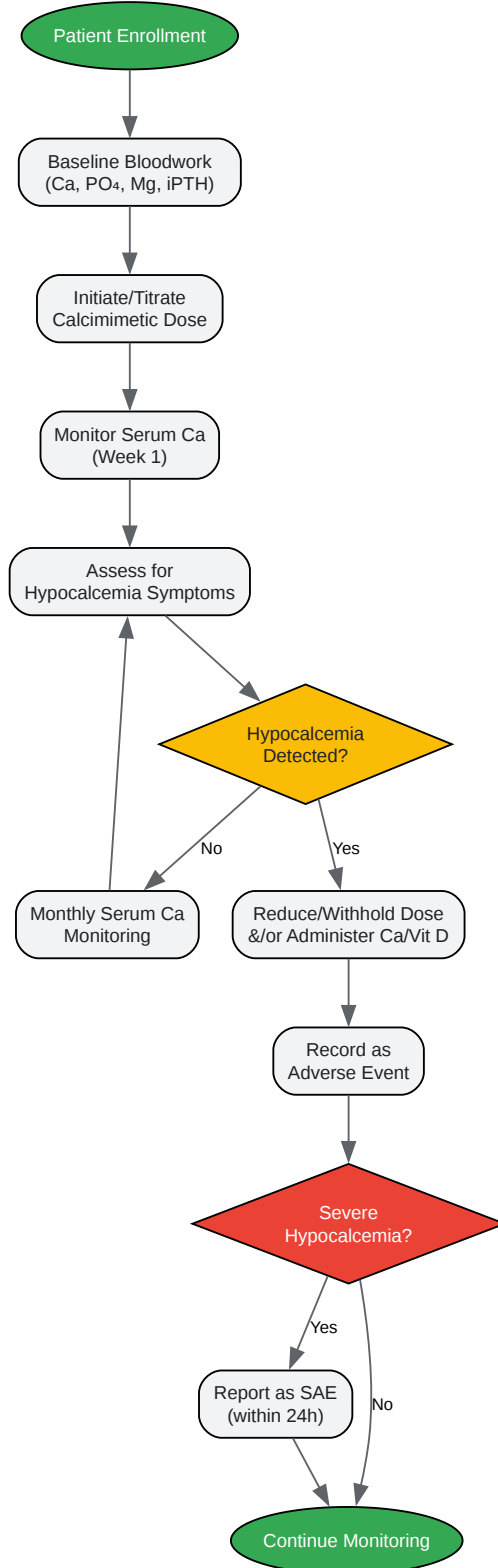 Patient Enrollment
Baseline Bloodwork
(Ca, PO₄, Mg, iPTH)
Initiate/Titrate
Calcimimetic Dose
Monitor Serum Ca
(Week 1)
Assess for
Hypocalcemia Symptoms
Hypocalcemia
Detected?
No
Yes
Monthly Serum Ca
Monitoring
Reduce/Withhold Dose
&/or Administer Ca/Vit D
Record as
Adverse Event
Severe
Hypocalcemia?
Yes
Report as SAE
(within 24h)
No
Continue Monitoring